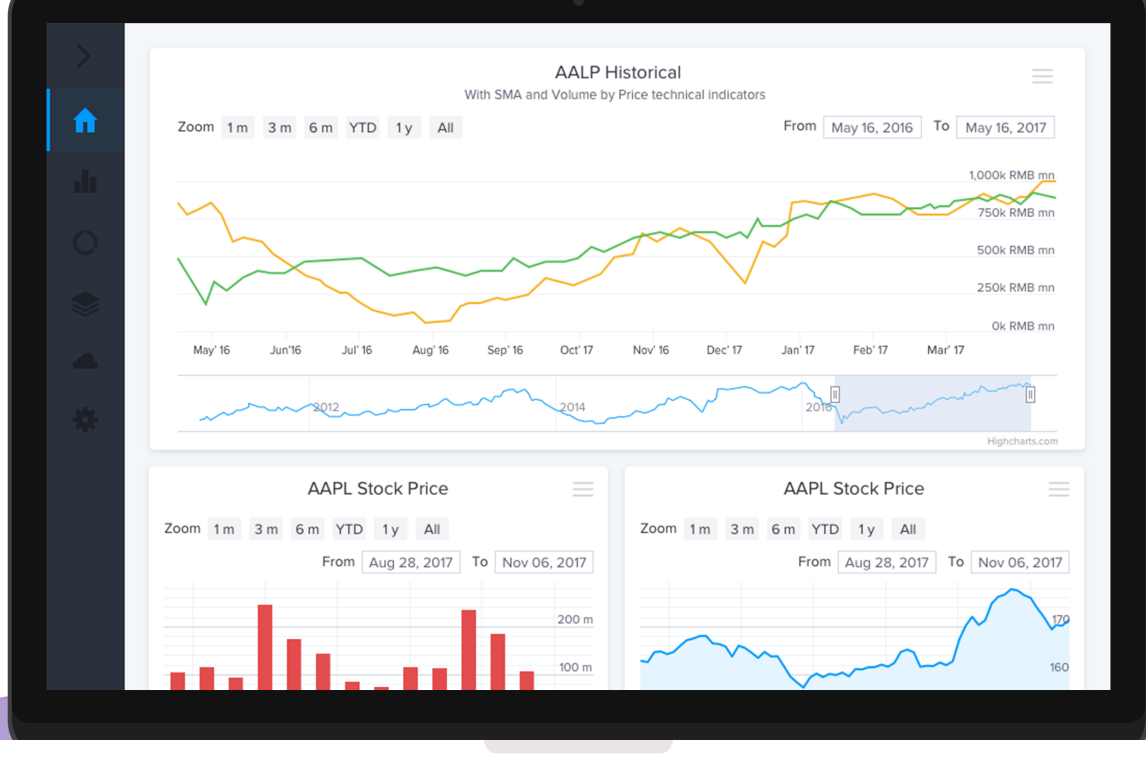 AALP Historical
With SMA and Volume by Price technical indicators
Zoom 1 m 3 m 6 m YTD 1 y All From May 16, 2016 To May 16, 2017
1,000k RMB mn
750k RMB mn
500k RMB mn
250k RMB mn
0k RMB mn
May' 16 Jun'16 Jul' 16 Aug' 16 Sep' 16 Oct' 17 Nov' 16 Dec' 17 Jan' 17 Feb' 17 Mar' 17
2012 2014 2016
Highcharts.com
AAPL Stock Price
Zoom 1 m 3 m 6 m YTD 1 y All
From Aug 28, 2017 To Nov 06, 2017
200 m
100 m
AAPL Stock Price
Zoom 1 m 3 m 6 m YTD 1 y All
From Aug 28, 2017 To Nov 06, 2017
170
160